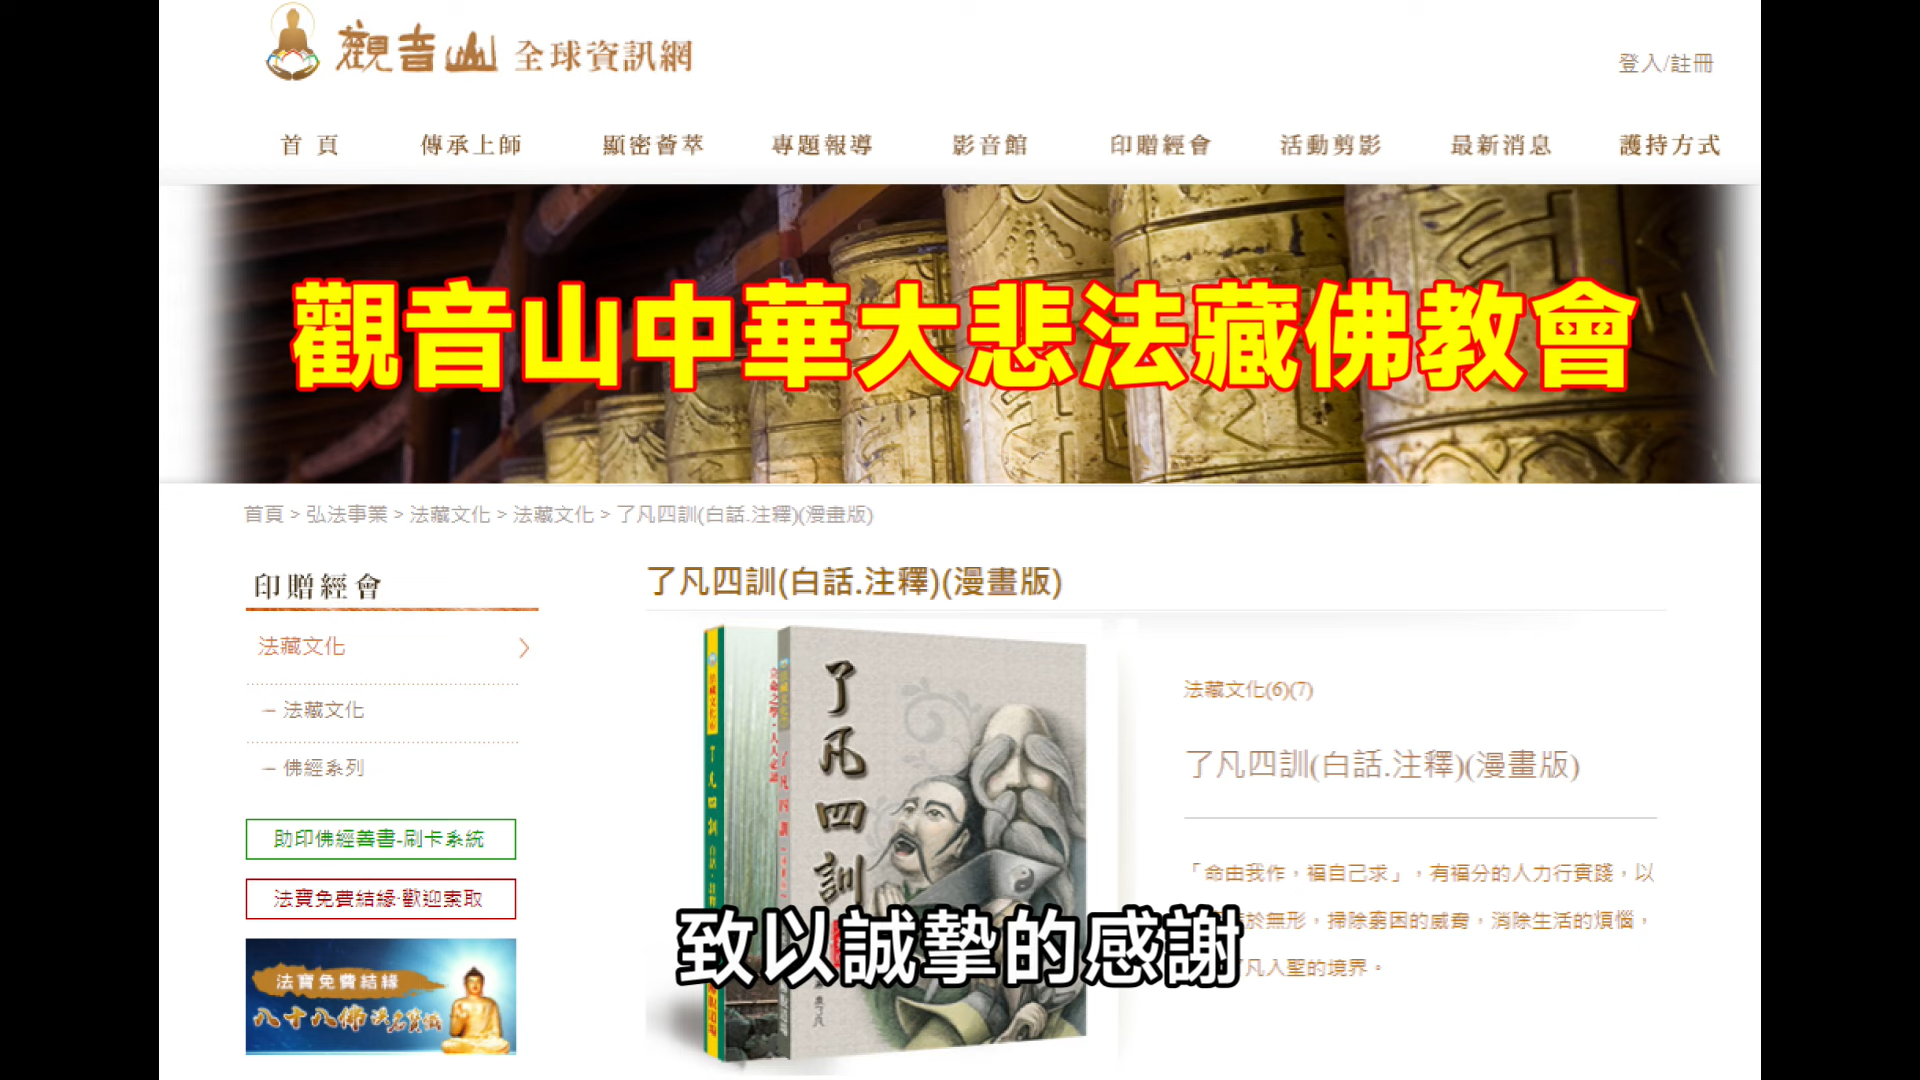 觀音山 全球資訊網
登入/註冊
首頁 傳承上師 顯密薈萃 專題報導 影音館 印贈經會 活動剪影 最新消息 護持方式
觀音山中華大悲法藏佛教會
首頁 > 弘法事業 > 法藏文化 > 法藏文化 > 了凡四訓(白話.注釋)(漫畫版)
印贈經會
法藏文化
– 法藏文化
– 佛經系列
助印佛經善書-刷卡系統
法寶免費結緣‧歡迎索取
法寶免費結緣
八十八佛
了凡四訓(白話.注釋)(漫畫版)
了凡四訓
了凡四訓
法藏文化(6)(7)
了凡四訓(白話.注釋)(漫畫版)
「命由我作，福自己求」，有福分的人力行實踐，以
於無形，掃除窮困的威脅，消除生活的煩惱，
凡入聖的境界。
致以誠摯的感謝